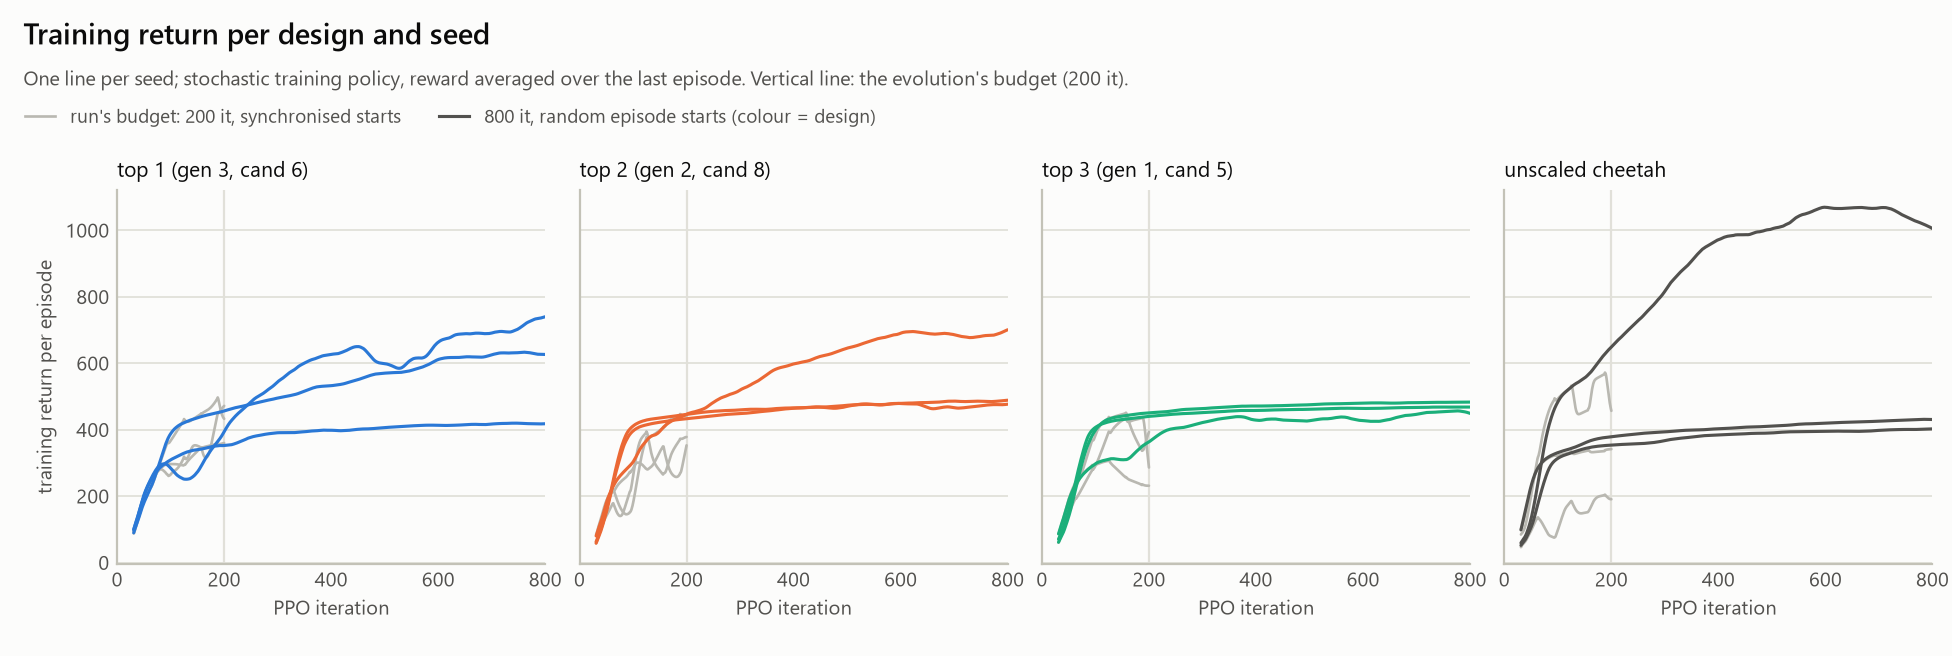 Training return per design and seed
One line per seed; stochastic training policy, reward averaged over the last episode. Vertical line: the evolution's budget (200 it).
run's budget: 200 it, synchronised starts 800 it, random episode starts (colour = design)
top 1 (gen 3, cand 6) top 2 (gen 2, cand 8) top 3 (gen 1, cand 5) unscaled cheetah
training return per episode
1000
800
600
400
200
0
0 200 400 600 800 0 200 400 600 800 0 200 400 600 800 0 200 400 600 800
PPO iteration PPO iteration PPO iteration PPO iteration